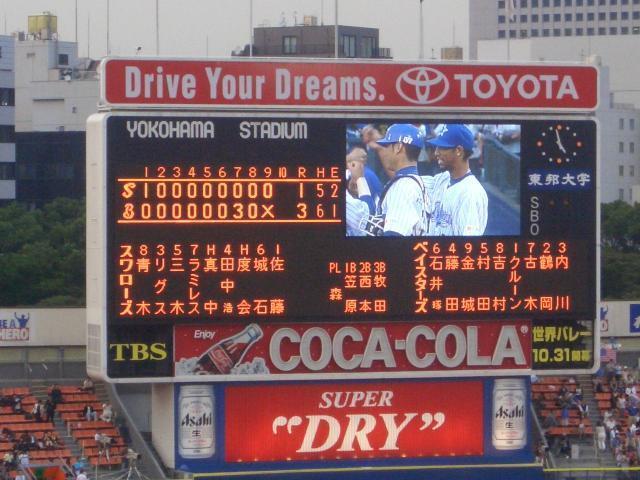 Drive Your Dreams. TOYOTA
YOKOHAMA STADIUM
1 2 3 4 5 6 7 8 9 10 R H E
S 1 0 0 0 0 0 0 0 0 1 5 2
B 0 0 0 0 0 0 3 0 X 3 6 1
東邦大学
S
B
O
スワローズ
8 3 5 7 H 4 H 6 1
青木
リグス
三木
ラミレス
真中
田中浩
度会
城石
佐藤
PL 1B 2B 3B
森 笠原 西本 牧田
ベイスターズ
6 4 9 5 8 1 7 2 3
石井琢
藤田
金城
村田
吉村
クルーン
古木
鶴岡
内川
TBS
Enjoy
COCA-COLA
世界バレー
10.31開幕
HERO
Asahi
生
SUPER
"DRY"
Asahi
生